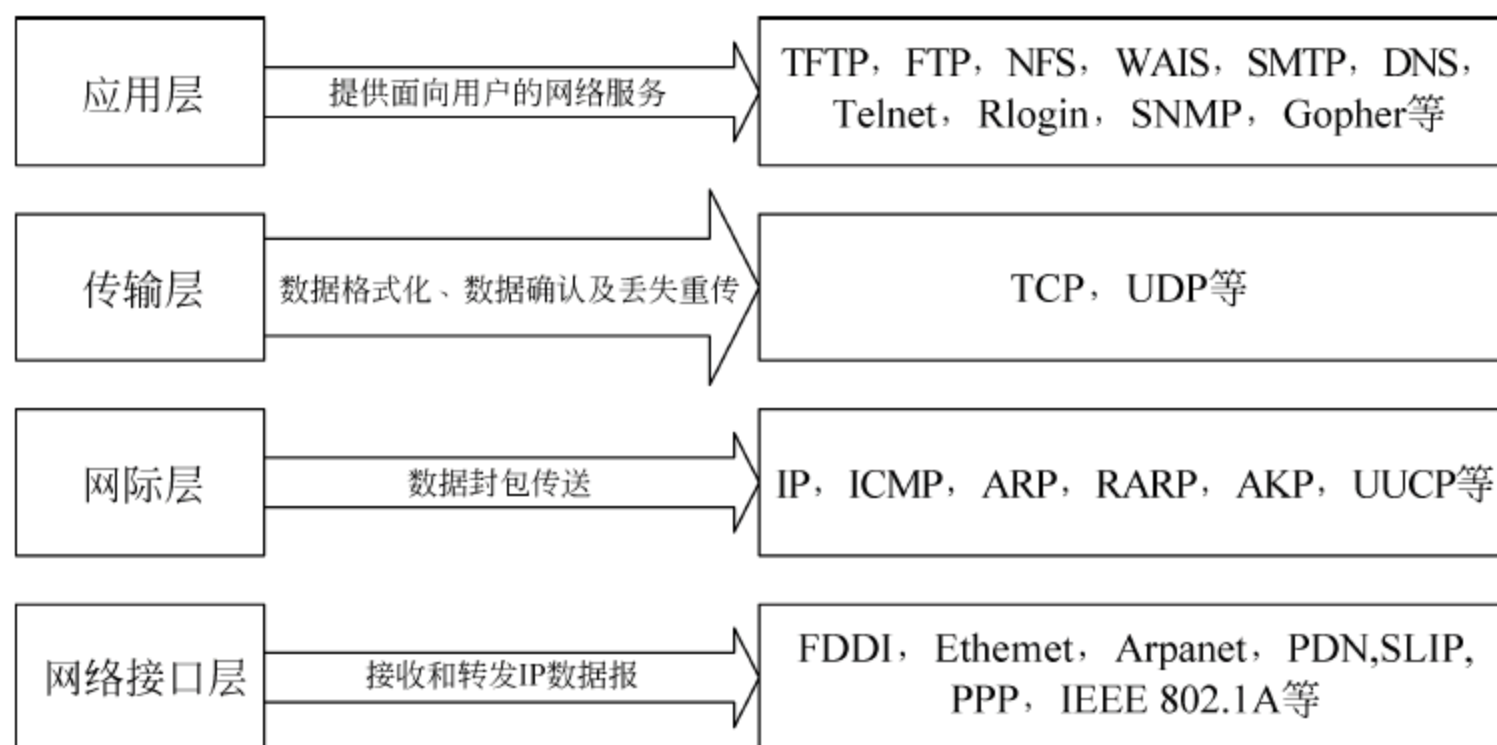 应用层
提供面向用户的网络服务
TFTP，FTP，NFS，WAIS，SMTP，DNS，
Telnet，Rlogin，SNMP，Gopher等
传输层
数据格式化、数据确认及丢失重传
TCP，UDP等
网际层
数据封包传送
IP，ICMP，ARP，RARP，AKP，UUCP等
网络接口层
接收和转发IP数据报
FDDI，Ethemet，Arpanet，PDN,SLIP,
PPP，IEEE 802.1A等